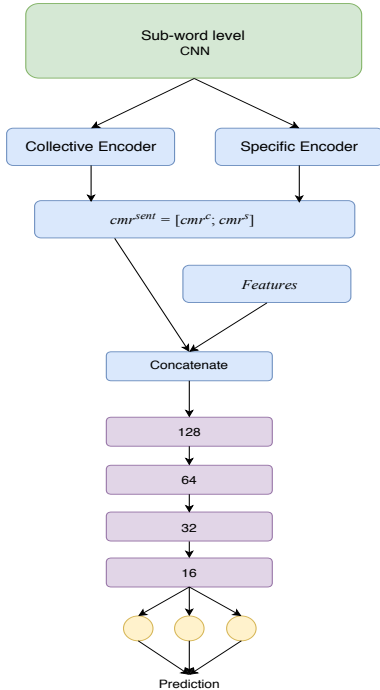 Sub-word level
CNN
Collective Encoder
Specific Encoder
cmr^{sent} = [cmr^c; cmr^s]
Features
Concatenate
128
64
32
16
Prediction